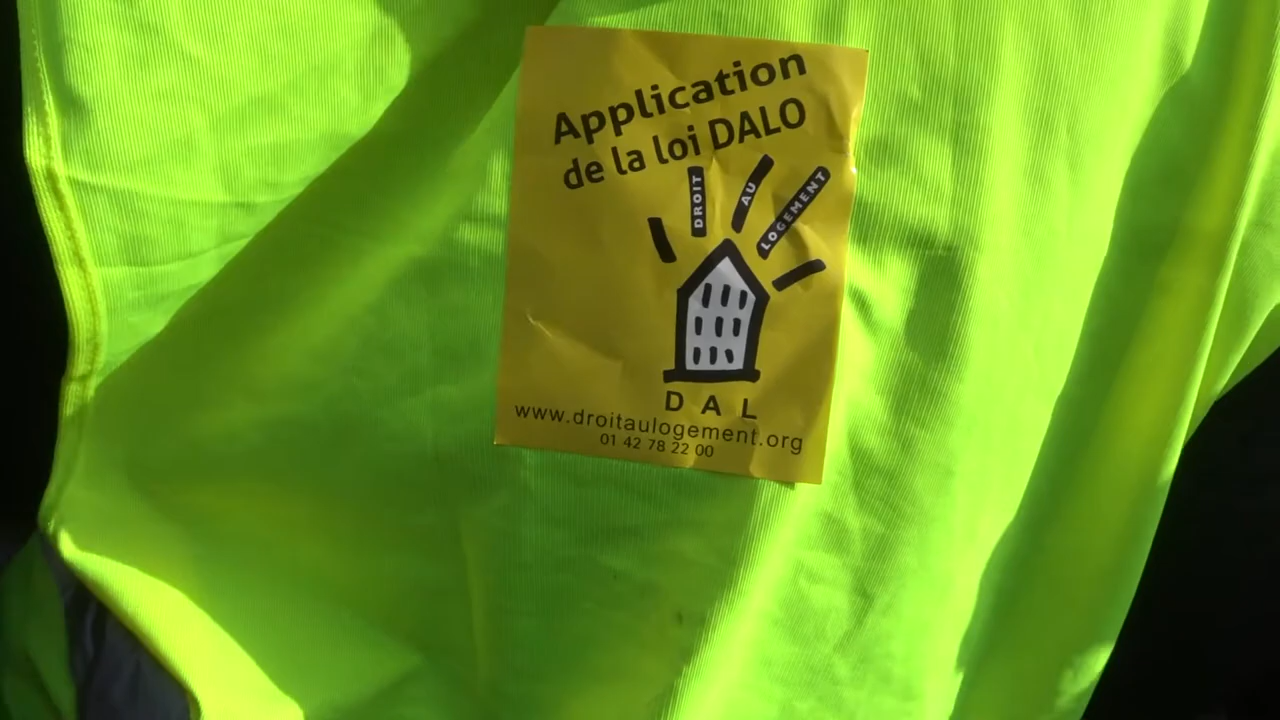 Application
de la loi DALO
DROIT
AU
LOGEMENT
DAL
www.droitaulogement.org
01 42 78 22 00